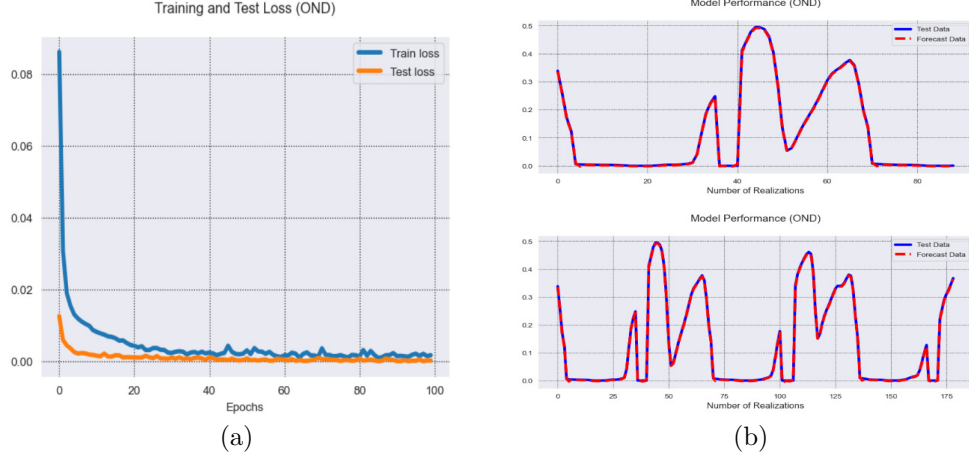 Training and Test Loss (OND)
Train loss
Test loss
0.08
0.06
0.04
0.02
0.00
0 20 40 60 80 100
Epochs
(a)
Model Performance (OND)
Test Data
Forecast Data
0.5
0.4
0.3
0.2
0.1
0.0
0 20 40 60 80
Number of Realizations
Model Performance (OND)
Test Data
Forecast Data
0.5
0.4
0.3
0.2
0.1
0.0
0 25 50 75 100 125 150 175
Number of Realizations
(b)